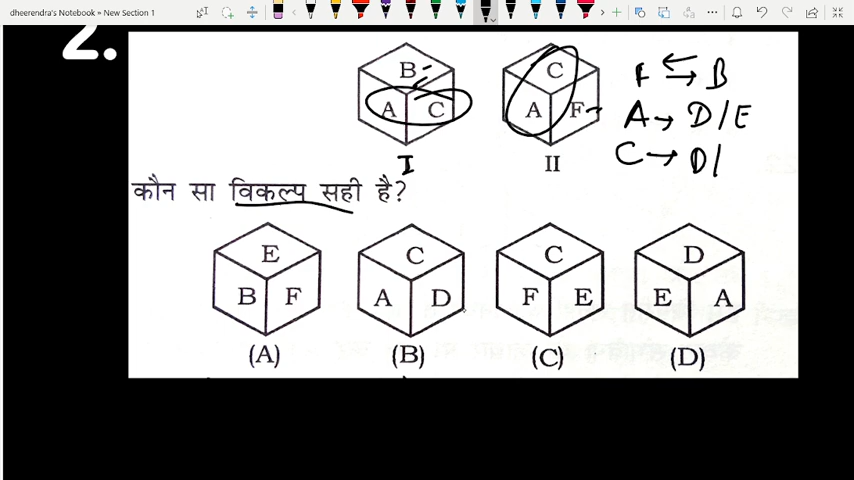 dheerendra's Notebook » New Section 1
2.
B
A C
I
C
A F
II
F ⇄ B
A → D/E
C → D/
कौन सा विकल्प सही है?
E
B F
(A)
C
A D
(B)
C
F E
(C)
D
E A
(D)